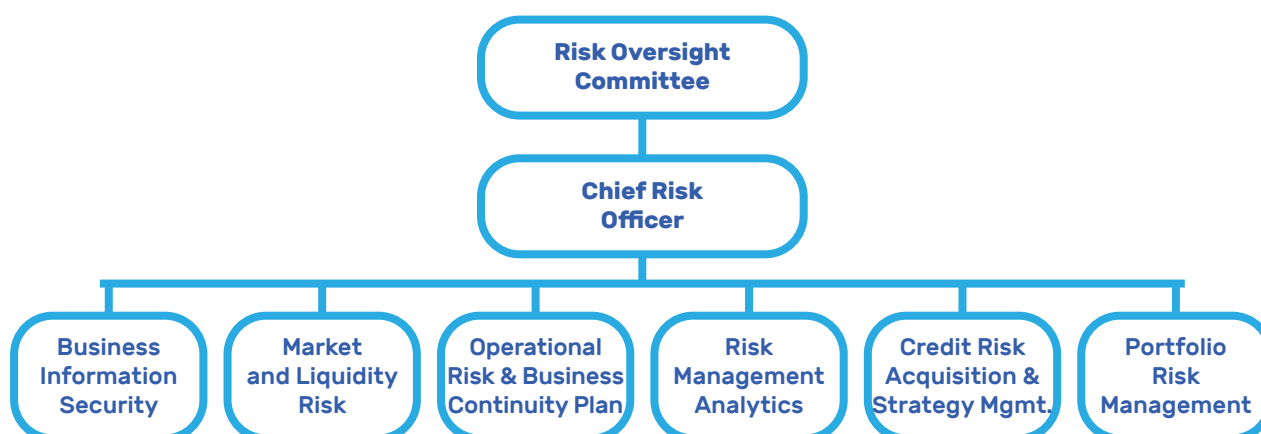 Risk Oversight
Committee
Chief Risk
Officer
Business
Information
Security
Market
and Liquidity
Risk
Operational
Risk & Business
Continuity Plan
Risk
Management
Analytics
Credit Risk
Acquisition &
Strategy Mgmt.
Portfolio
Risk
Management